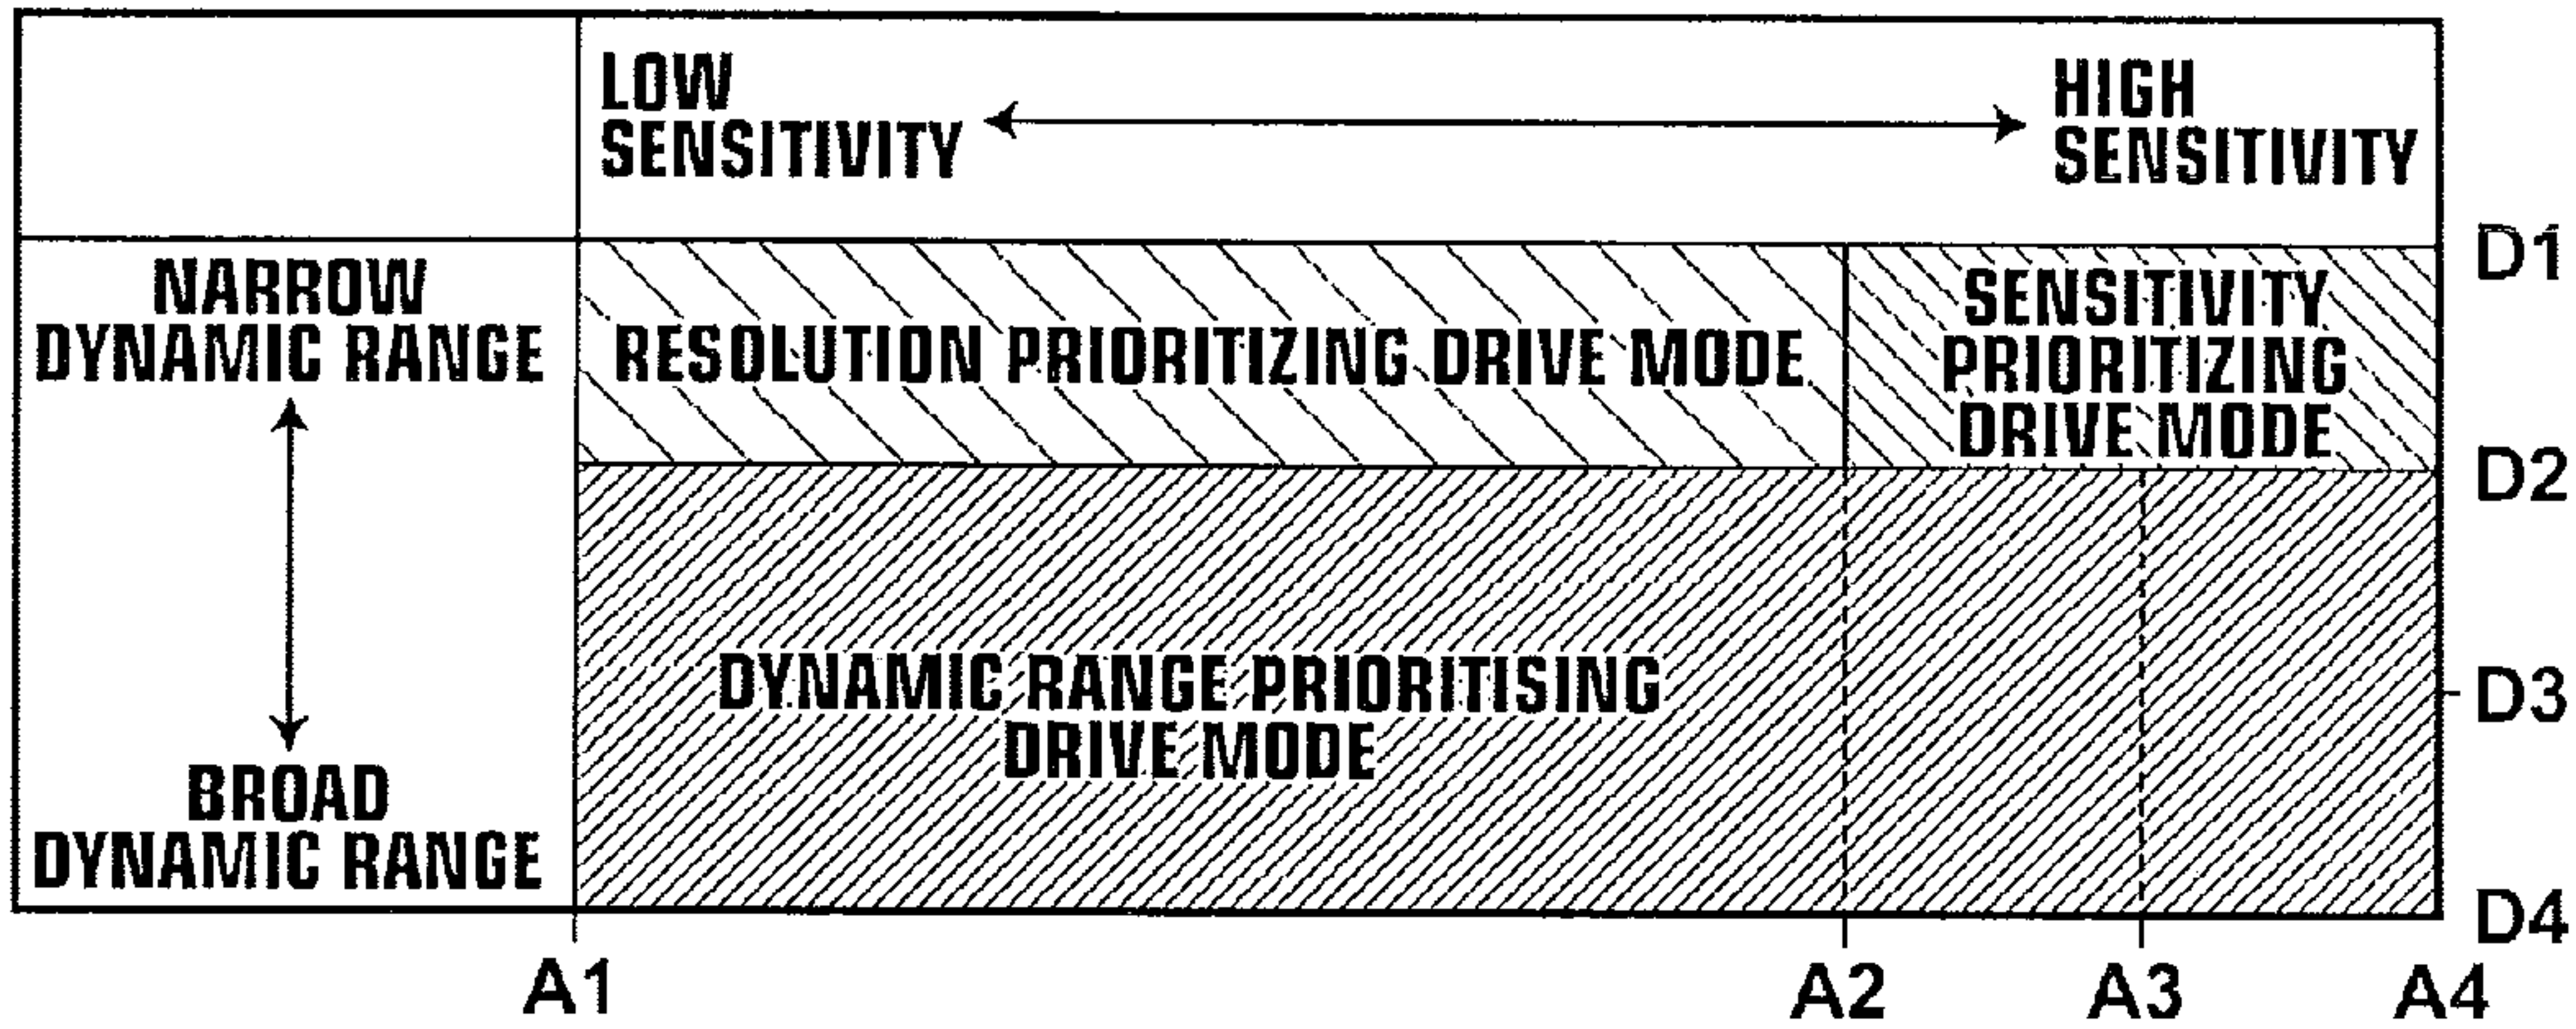 LOW
SENSITIVITY
HIGH
SENSITIVITY
NARROW
DYNAMIC RANGE
BROAD
DYNAMIC RANGE
RESOLUTION PRIORITIZING DRIVE MODE
SENSITIVITY
PRIORITIZING
DRIVE MODE
DYNAMIC RANGE PRIORITISING
DRIVE MODE
D1
D2
D3
D4
A1
A2
A3
A4